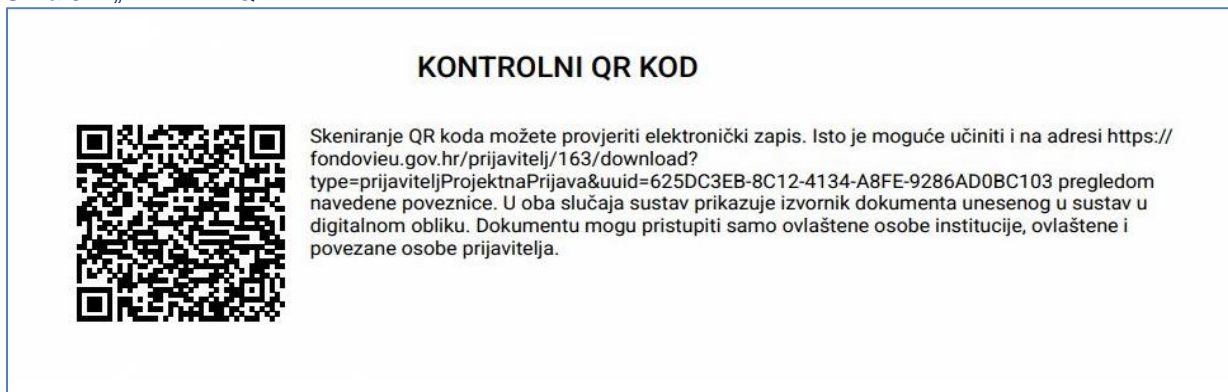 KONTROLNI QR KOD
Skeniranje QR koda možete provjeriti elektronički zapis. Isto je moguće učiniti i na adresi https://
fondovieu.gov.hr/prijavitelj/163/download?
type=prijaviteljProjektnaPrijava&uuid=625DC3EB-8C12-4134-A8FE-9286AD0BC103 pregledom
navedene poveznice. U oba slučaja sustav prikazuje izvornik dokumenta unesenog u sustav u
digitalnom obliku. Dokumentu mogu pristupiti samo ovlaštene osobe institucije, ovlaštene i
povezane osobe prijavitelja.